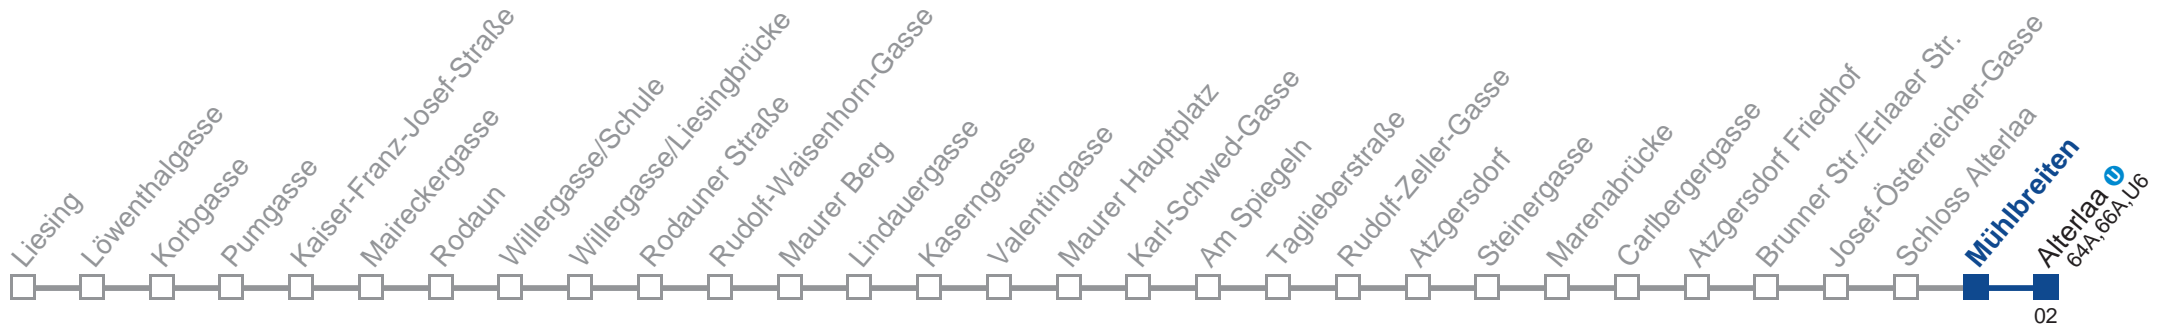 Liesing
Löwenthalgasse
Korbgasse
Pumgasse
Kaiser-Franz-Josef-Straße
Maireckergasse
Rodaun
Willergasse/Schule
Willergasse/Liesingbrücke
Rodauner Straße
Rudolf-Waisenhorn-Gasse
Maurer Berg
Lindauergasse
Kaserngasse
Valentingasse
Maurer Hauptplatz
Karl-Schwed-Gasse
Am Spiegeln
Taglieberstraße
Rudolf-Zeller-Gasse
Atzgersdorf
Steinergasse
Marenabrücke
Carlbergergasse
Atzgersdorf Friedhof
Brunner Str./Erlaaer Str.
Josef-Österreicher-Gasse
Schloss Alterlaa
Mühlbreiten
Alterlaa U
64A,66A,U6
02